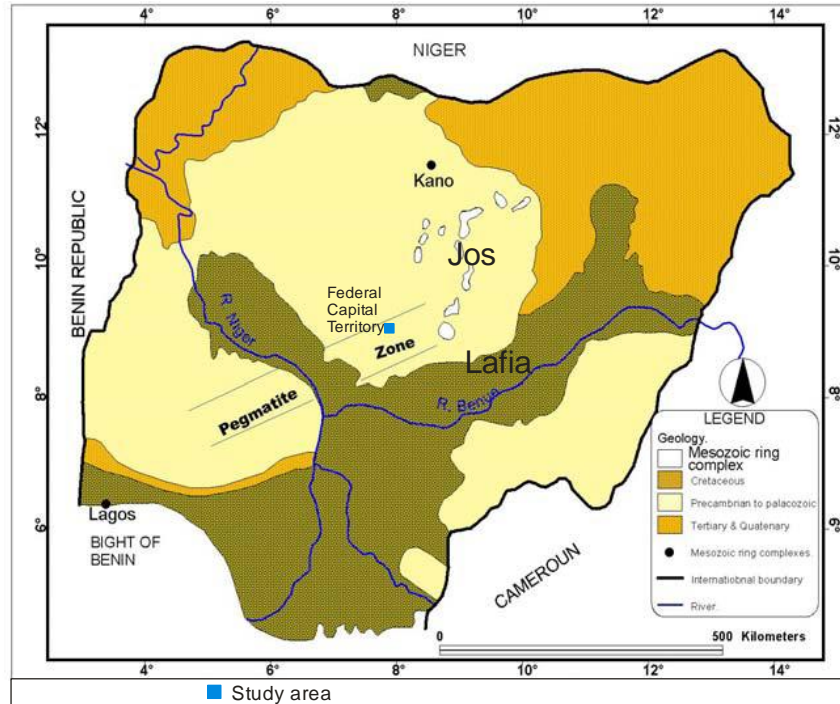 4° 6° 8° 10° 12° 14°
NIGER
12° 12°
Kano
BENIN REPUBLIC
10° Jos 10°
Federal
Capital
Territory
R. Niger
Zone
Lafia
8° 8°
R. Benue
Pegmatite
LEGEND
Geology.
Mesozoic ring
complex
Cretaceous
Precambrian to palacozoic
Tertiary & Quatenary
Mesozoic ring complexes
Internatiobnal boundary
River
6° 6°
Lagos
BIGHT OF
BENIN
CAMEROUN
0 500 Kilometers
4° 6° 8° 10° 12° 14°
Study area